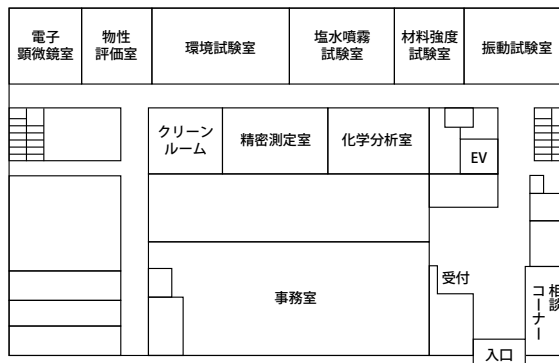 電子
顕微鏡室
物性
評価室
環境試験室
塩水噴霧
試験室
材料強度
試験室
振動試験室
クリーン
ルーム
精密測定室
化学分析室
EV
受付
事務室
相談
コーナー
入口